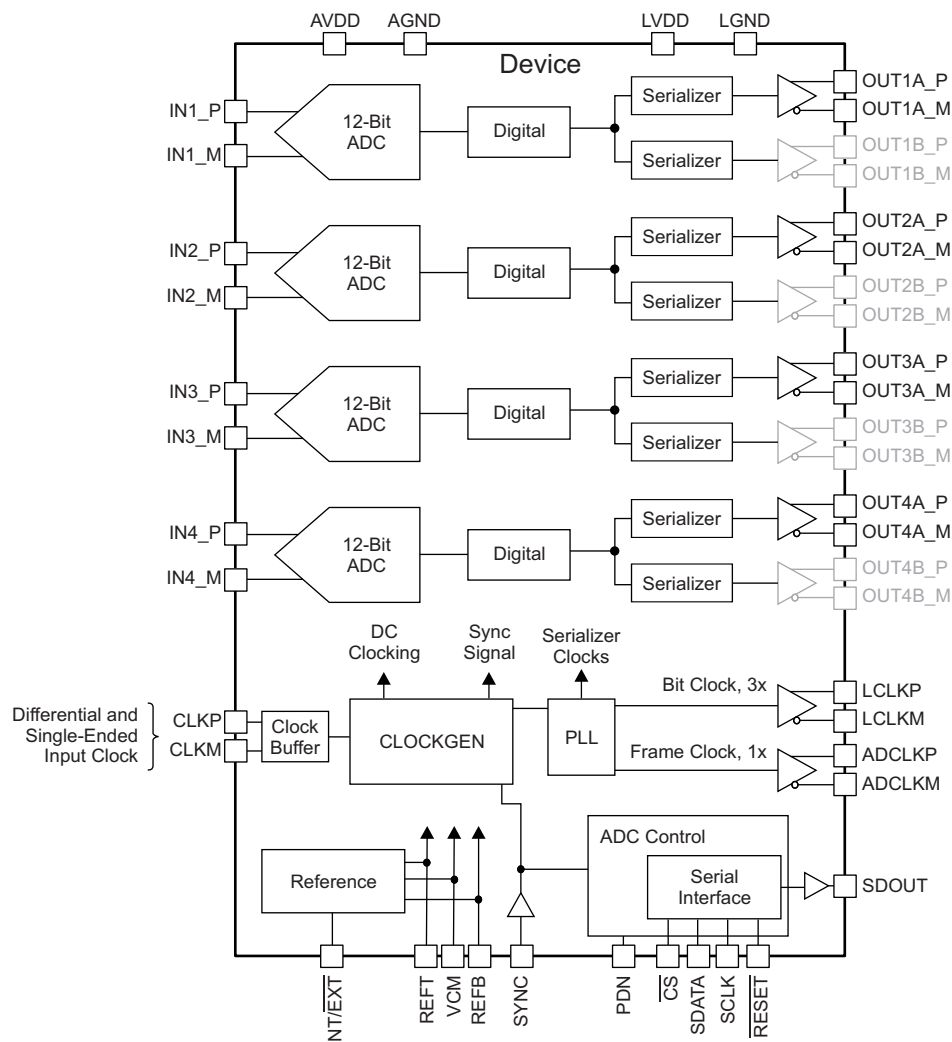 AVDD
AGND
LVDD
LGND
Device
IN1_P
IN1_M
12-Bit
ADC
Digital
Serializer
Serializer
OUT1A_P
OUT1A_M
OUT1B_P
OUT1B_M
IN2_P
IN2_M
12-Bit
ADC
Digital
Serializer
Serializer
OUT2A_P
OUT2A_M
OUT2B_P
OUT2B_M
IN3_P
IN3_M
12-Bit
ADC
Digital
Serializer
Serializer
OUT3A_P
OUT3A_M
OUT3B_P
OUT3B_M
IN4_P
IN4_M
12-Bit
ADC
Digital
Serializer
Serializer
OUT4A_P
OUT4A_M
OUT4B_P
OUT4B_M
DC
Clocking
Sync
Signal
Serializer
Clocks
Differential and
Single-Ended
Input Clock
CLKP
CLKM
Clock
Buffer
CLOCKGEN
PLL
Bit Clock, 3x
Frame Clock, 1x
LCLKP
LCLKM
ADCLKP
ADCLKM
Reference
ADC Control
Serial
Interface
SDOUT
NT/EXT
REFT
VCM
REFB
SYNC
PDN
CS
SDATA
SCLK
RESET